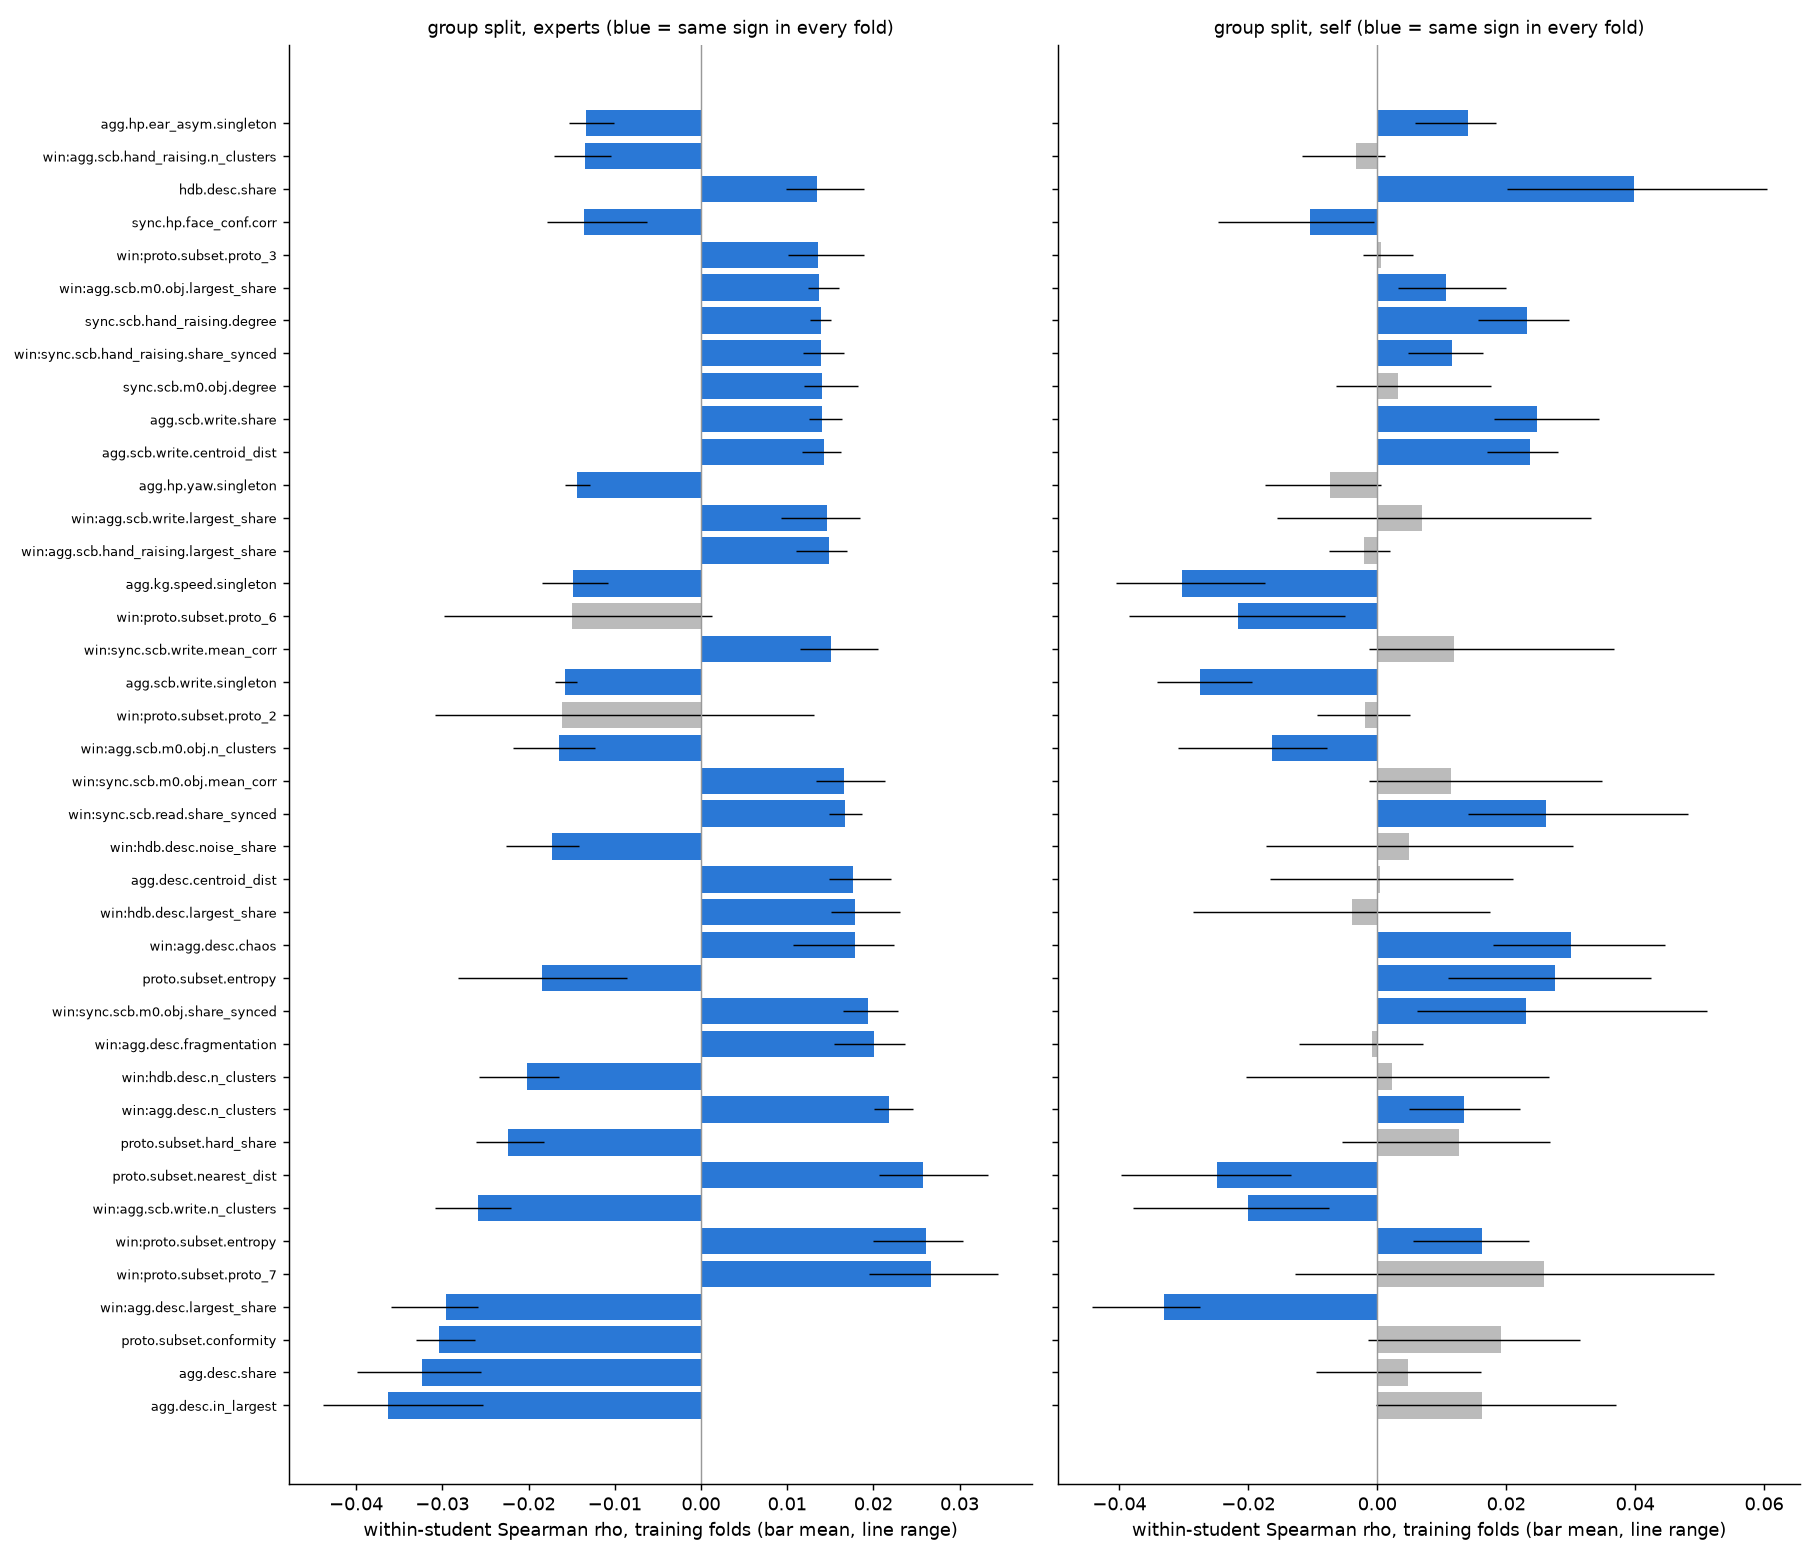 group split, experts (blue = same sign in every fold)
group split, self (blue = same sign in every fold)
agg.hp.ear_asym.singleton
win:agg.scb.hand_raising.n_clusters
hdb.desc.share
sync.hp.face_conf.corr
win:proto.subset.proto_3
win:agg.scb.m0.obj.largest_share
sync.scb.hand_raising.degree
win:sync.scb.hand_raising.share_synced
sync.scb.m0.obj.degree
agg.scb.write.share
agg.scb.write.centroid_dist
agg.hp.yaw.singleton
win:agg.scb.write.largest_share
win:agg.scb.hand_raising.largest_share
agg.kg.speed.singleton
win:proto.subset.proto_6
win:sync.scb.write.mean_corr
agg.scb.write.singleton
win:proto.subset.proto_2
win:agg.scb.m0.obj.n_clusters
win:sync.scb.m0.obj.mean_corr
win:sync.scb.read.share_synced
win:hdb.desc.noise_share
agg.desc.centroid_dist
win:hdb.desc.largest_share
win:agg.desc.chaos
proto.subset.entropy
win:sync.scb.m0.obj.share_synced
win:agg.desc.fragmentation
win:hdb.desc.n_clusters
win:agg.desc.n_clusters
proto.subset.hard_share
proto.subset.nearest_dist
win:agg.scb.write.n_clusters
win:proto.subset.entropy
win:proto.subset.proto_7
win:agg.desc.largest_share
proto.subset.conformity
agg.desc.share
agg.desc.in_largest
−0.04 −0.03 −0.02 −0.01 0.00 0.01 0.02 0.03
within-student Spearman rho, training folds (bar mean, line range)
−0.04 −0.02 0.00 0.02 0.04 0.06
within-student Spearman rho, training folds (bar mean, line range)